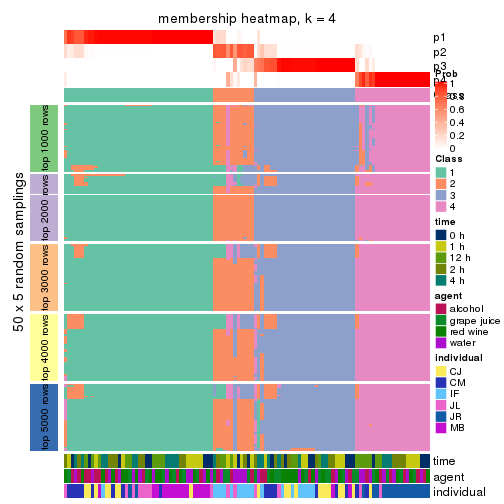 membership heatmap, k = 4
p1
p2
p3
p4
Prob
1
0.8
0.6
0.4
0.2
0
Class
Class
1
2
3
4
time
0 h
1 h
12 h
2 h
4 h
agent
alcohol
grape juice
red wine
water
individual
CJ
CM
IF
JL
JR
MB
50 x 5 random samplings
top 1000 rows
top 2000 rows
top 3000 rows
top 4000 rows
top 5000 rows
time
agent
individual